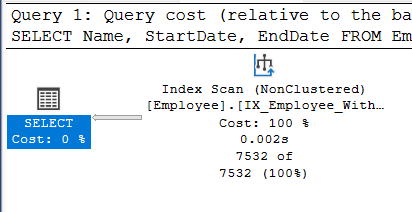 Query 1: Query cost (relative to the ba
SELECT Name, StartDate, EndDate FROM Em
Index Scan (NonClustered)
[Employee].[IX_Employee_With…
Cost: 100 %
0.002s
7532 of
7532 (100%)
SELECT
Cost: 0 %